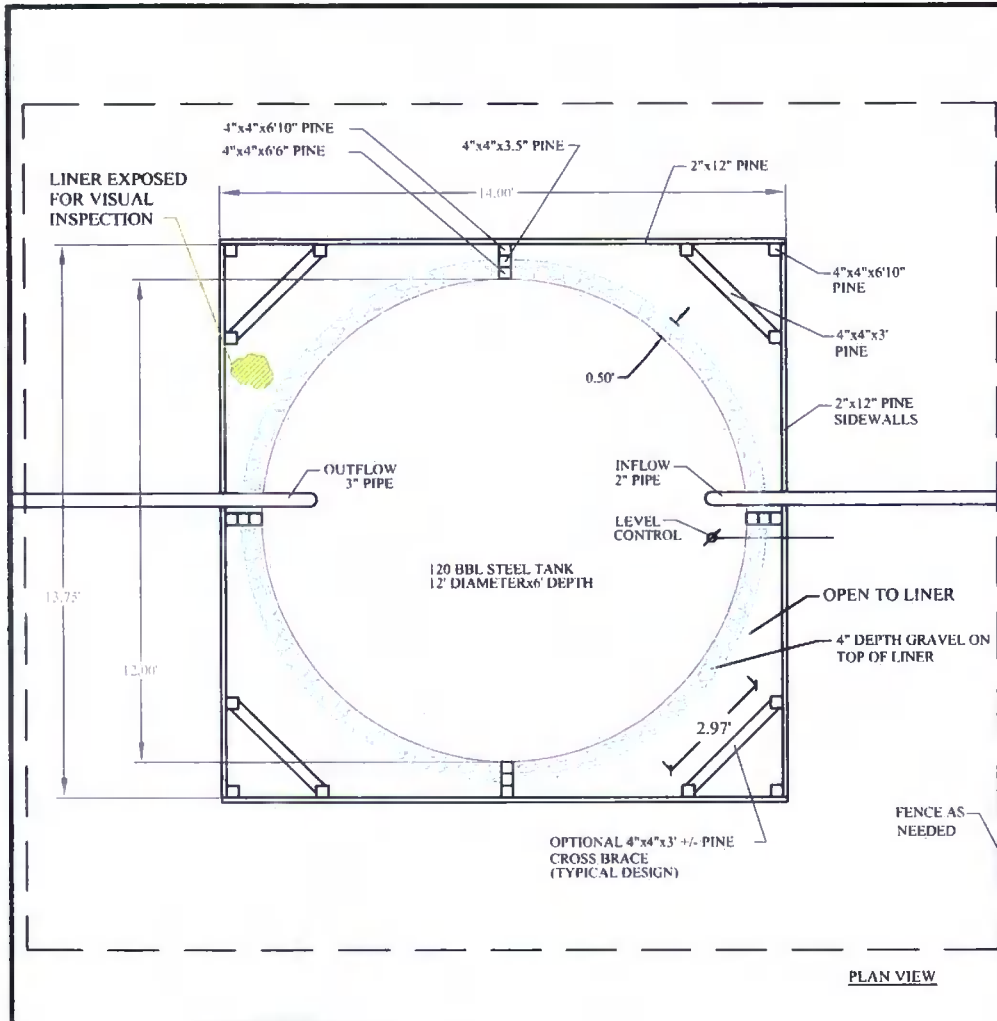 4"x4"x6'10" PINE
4"x4"x6'6" PINE
4"x4"x3.5" PINE
2"x12" PINE
LINER EXPOSED
FOR VISUAL
INSPECTION
14.00'
4"x4"x6'10"
PINE
4"x4"x3'
PINE
0.50'
2"x12" PINE
SIDEWALLS
OUTFLOW
3" PIPE
INFLOW
2" PIPE
LEVEL
CONTROL
120 BBL STEEL TANK
12' DIAMETERx6' DEPTH
13.75'
12.00'
OPEN TO LINER
4" DEPTH GRAVEL ON
TOP OF LINER
2.97'
FENCE AS
NEEDED
OPTIONAL 4"x4"x3' +/- PINE
CROSS BRACE
(TYPICAL DESIGN)
PLAN VIEW